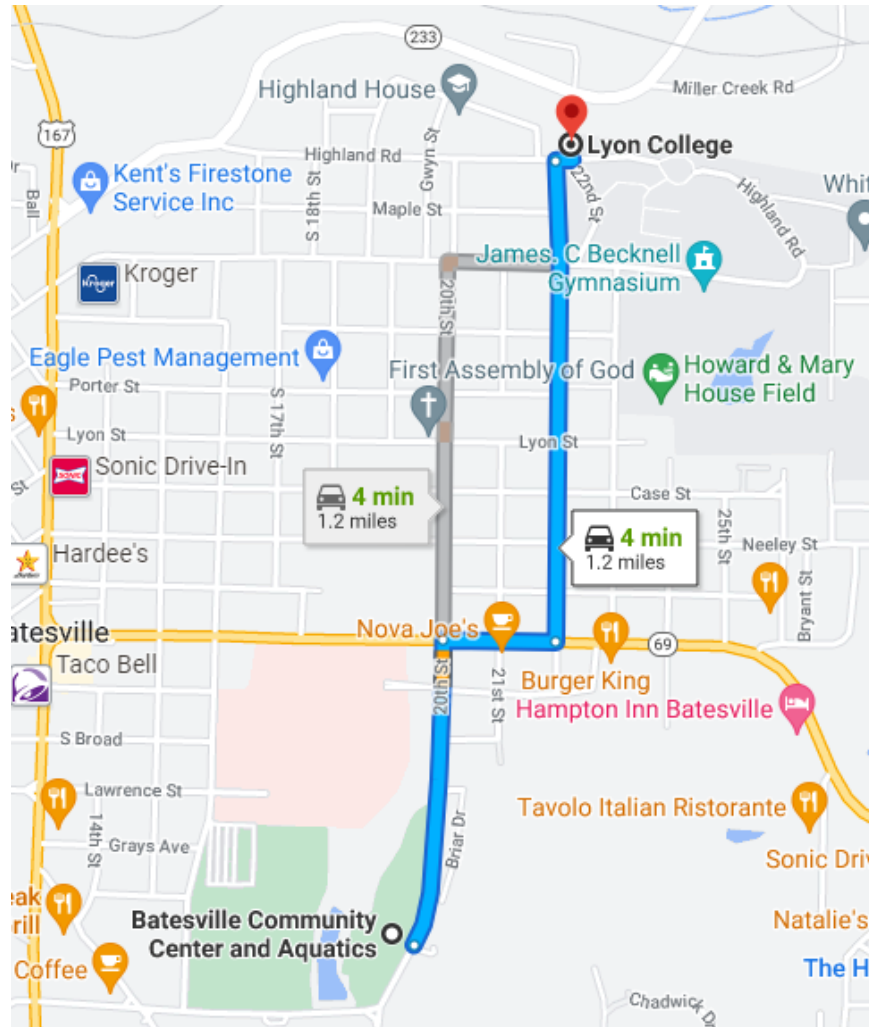 233
Miller Creek Rd
Highland House
167
Lyon College
Highland Rd
Gwyn St
22nd St
Kent's Firestone
Service Inc
Ball
S 18th St
Maple St
Highland Rd
Whit
James. C Becknell
Gymnasium
Kroger
Kroger
20th St
Eagle Pest Management
First Assembly of God
Howard & Mary
House Field
Porter St
S 17th St
Lyon St
Lyon St
Sonic Drive-In
SONIC
St
4 min
1.2 miles
Case St
25th St
4 min
1.2 miles
Neeley St
Hardee's
Bryant St
Nova Joe's
atesville
69
Taco Bell
20th St
21st St
Burger King
Hampton Inn Batesville
S Broad
Lawrence St
14th St
Tavolo Italian Ristorante
Grays Ave
Briar Dr
Sonic Driv
eak
rill
Batesville Community
Center and Aquatics
Natalie's
Coffee
The H
Chadwick